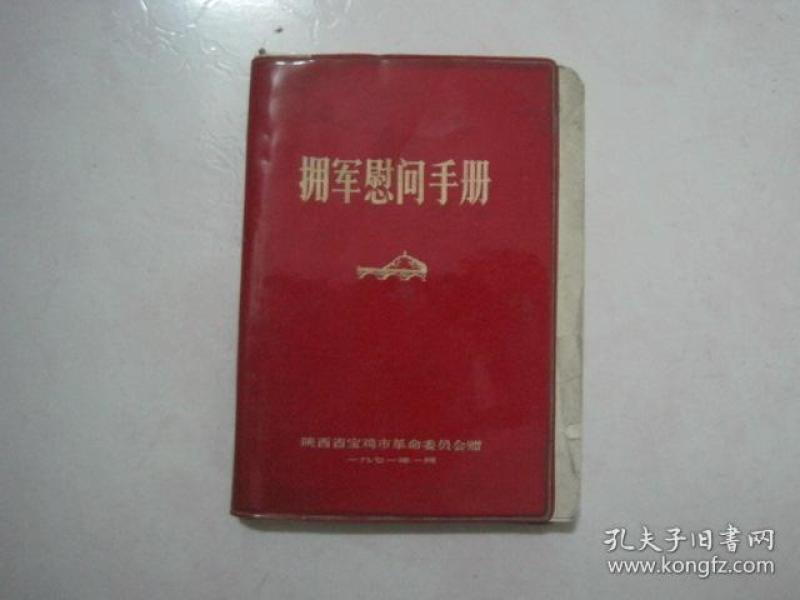 拥军慰问手册
陕西省宝鸡市革命委员会赠
一九七一年一月
孔夫子旧書网
www.kongfz.com